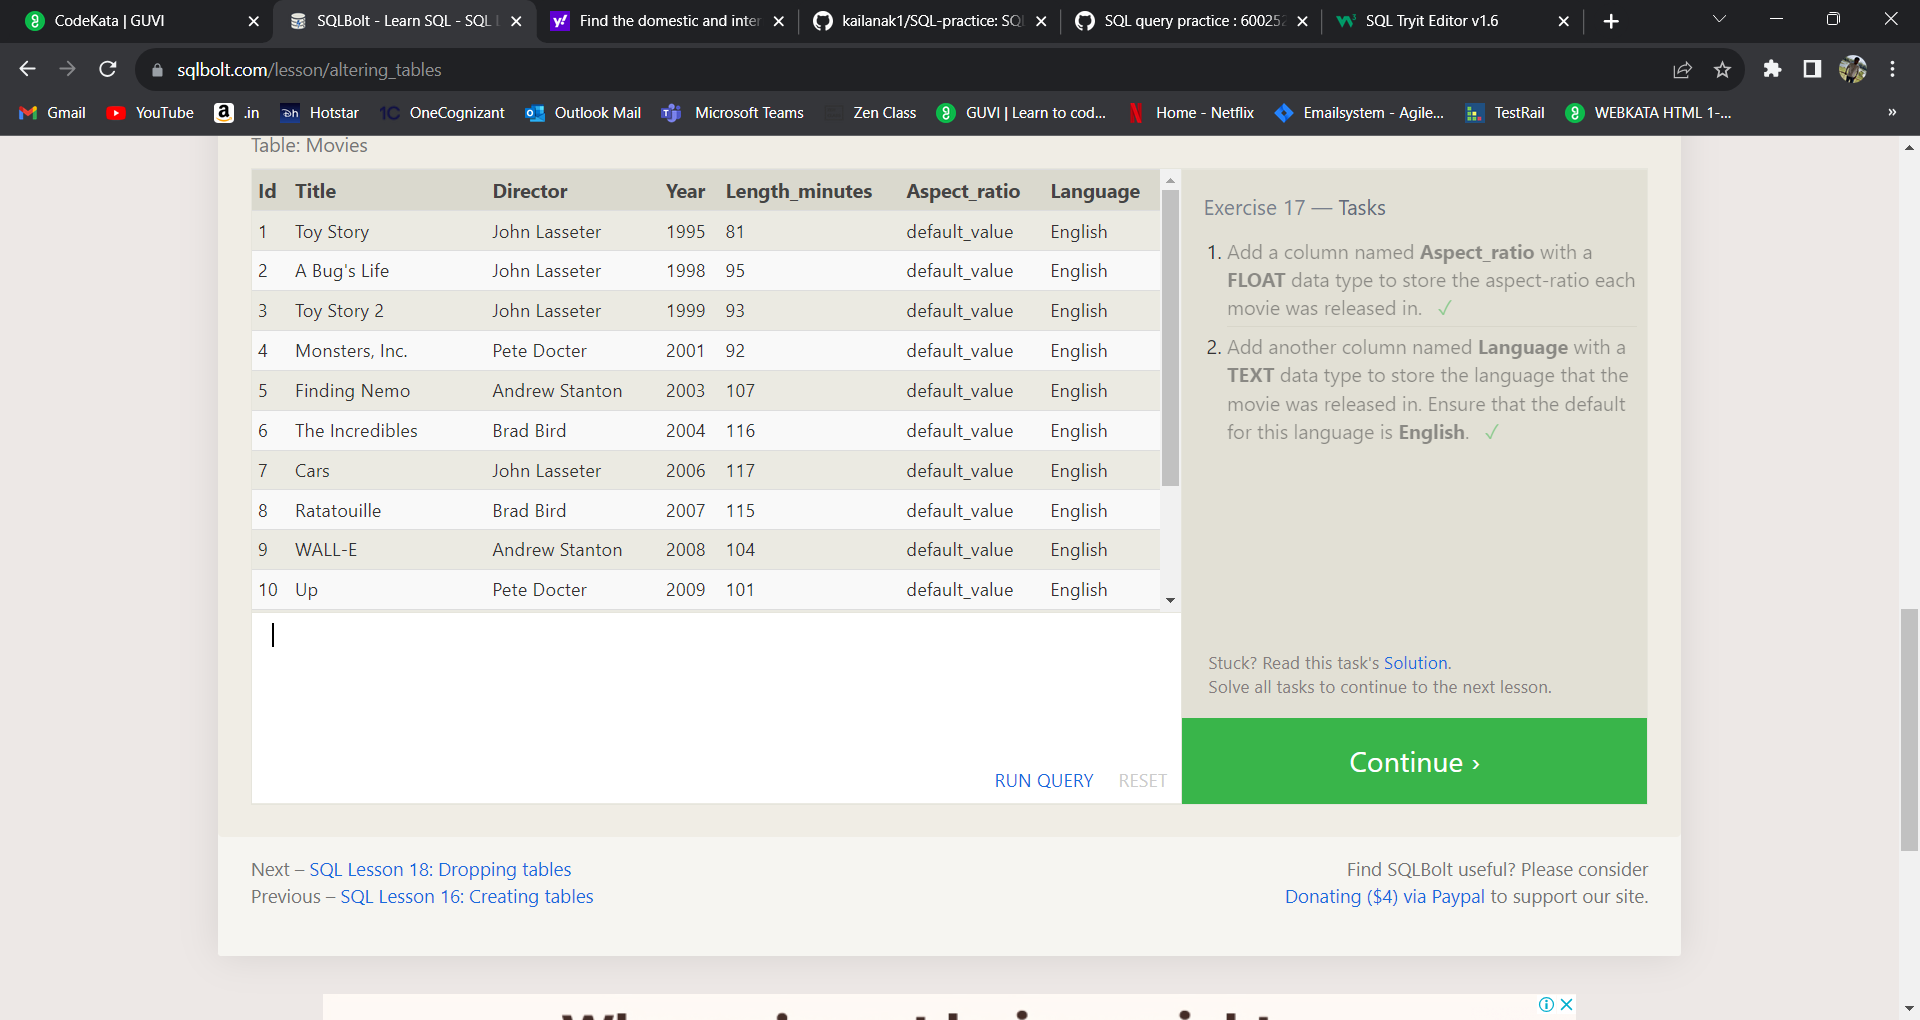 CodeKata | GUVI
SQLBolt - Learn SQL - SQL
Find the domestic and inter
kailanak1/SQL-practice: SQ
SQL query practice : 60025
SQL Tryit Editor v1.6
sqlbolt.com/lesson/altering_tables
Gmail
YouTube
.in
Hotstar
1C OneCognizant
Outlook Mail
Microsoft Teams
Zen Class
GUVI | Learn to cod...
Home - Netflix
Emailsystem - Agile...
TestRail
WEBKATA HTML 1-...
»
Table: Movies
Id Title Director Year Length_minutes Aspect_ratio Language
1 Toy Story John Lasseter 1995 81 default_value English
2 A Bug's Life John Lasseter 1998 95 default_value English
3 Toy Story 2 John Lasseter 1999 93 default_value English
4 Monsters, Inc. Pete Docter 2001 92 default_value English
5 Finding Nemo Andrew Stanton 2003 107 default_value English
6 The Incredibles Brad Bird 2004 116 default_value English
7 Cars John Lasseter 2006 117 default_value English
8 Ratatouille Brad Bird 2007 115 default_value English
9 WALL-E Andrew Stanton 2008 104 default_value English
10 Up Pete Docter 2009 101 default_value English
RUN QUERY RESET
Exercise 17 — Tasks
1. Add a column named Aspect_ratio with a
FLOAT data type to store the aspect-ratio each
movie was released in. ✓
2. Add another column named Language with a
TEXT data type to store the language that the
movie was released in. Ensure that the default
for this language is English. ✓
Stuck? Read this task's Solution.
Solve all tasks to continue to the next lesson.
Continue ›
Next – SQL Lesson 18: Dropping tables
Previous – SQL Lesson 16: Creating tables
Find SQLBolt useful? Please consider
Donating ($4) via Paypal to support our site.